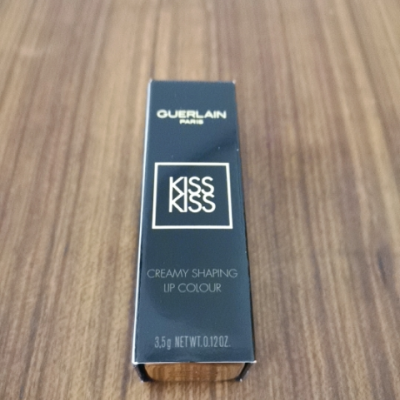 GUERLAIN
PARIS
KISS
KISS
CREAMY SHAPING
LIP COLOUR
3,5g NET WT. 0.12 OZ.